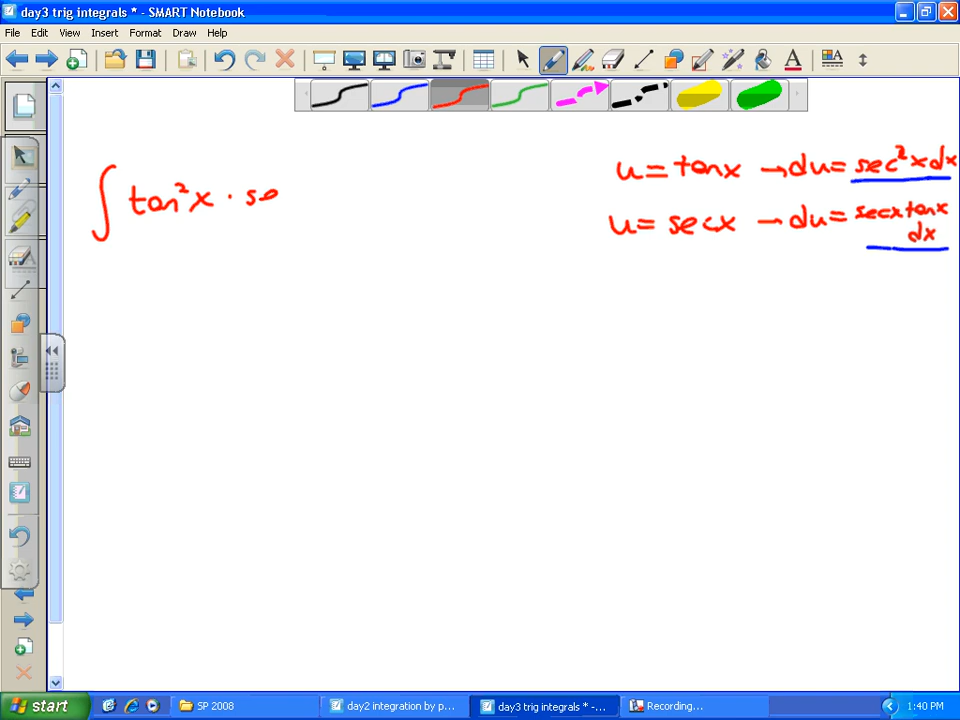 day3 trig integrals * - SMART Notebook
File Edit View Insert Format Draw Help
∫ tan²x · se
u = tanx → du = sec²x dx
u = secx → du = secx tanx
dx
start
SP 2008
day2 integration by p...
day3 trig integrals * -...
Recording...
1:40 PM